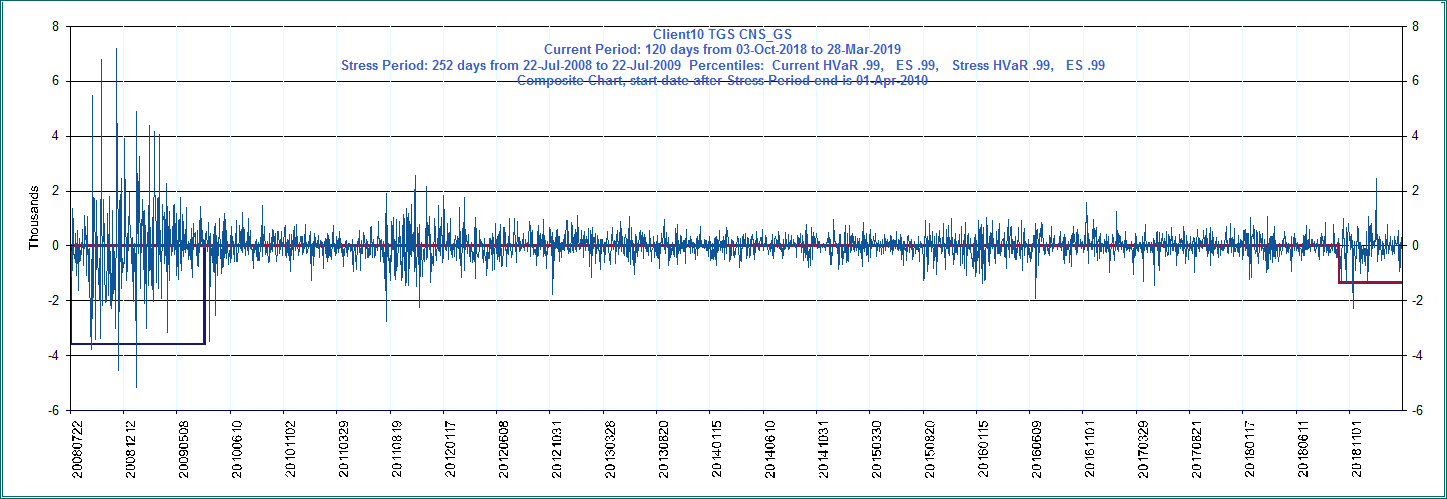 Client10 TGS CNS_GS
Current Period: 120 days from 03-Oct-2018 to 28-Mar-2019
Stress Period: 252 days from 22-Jul-2008 to 22-Jul-2009  Percentiles:  Current HVaR .99,   ES .99,   Stress HVaR .99,   ES .99
Composite Chart, start date after Stress Period end is 01-Apr-2010
8 8
6 6
4 4
2 2
0 0
-2 -2
-4 -4
-6 -6
Thousands
20080722 20081212 20090508 20100610 20101102 20110329 20110819 20120117 20120608 20121031 20130328 20130820 20140115 20140610 20141031 20150330 20150820 20160115 20160609 20161101 20170329 20170821 20180117 20180611 20181101